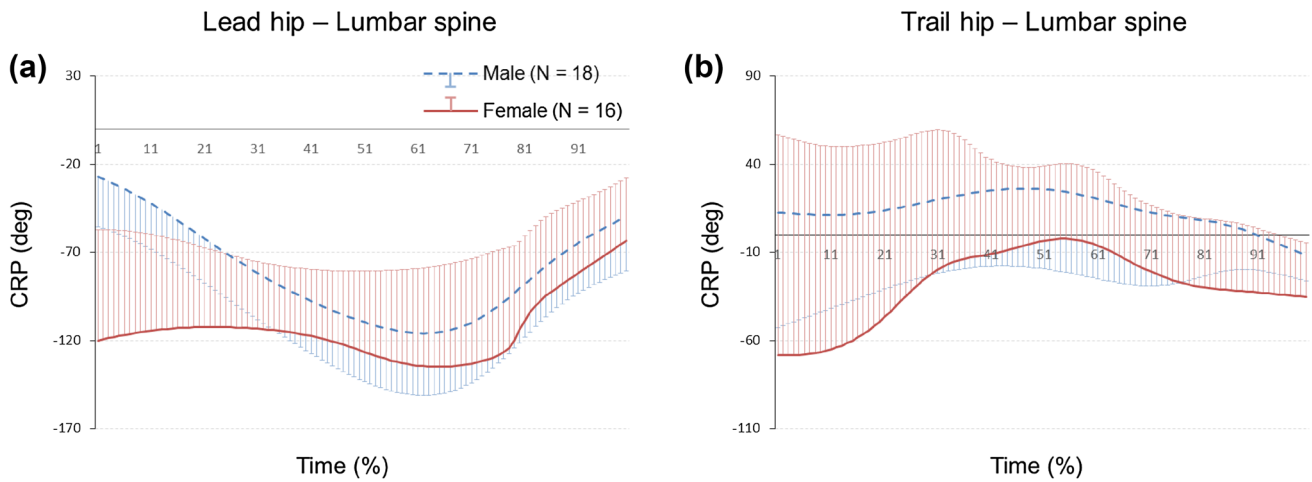 Lead hip – Lumbar spine
(a)
30
-20
-70
-120
-170
CRP (deg)
1 11 21 31 41 51 61 71 81 91
Male (N = 18)
Female (N = 16)
Time (%)
Trail hip – Lumbar spine
(b)
90
40
-10
-60
-110
CRP (deg)
1 11 21 31 41 51 61 71 81 91
Time (%)